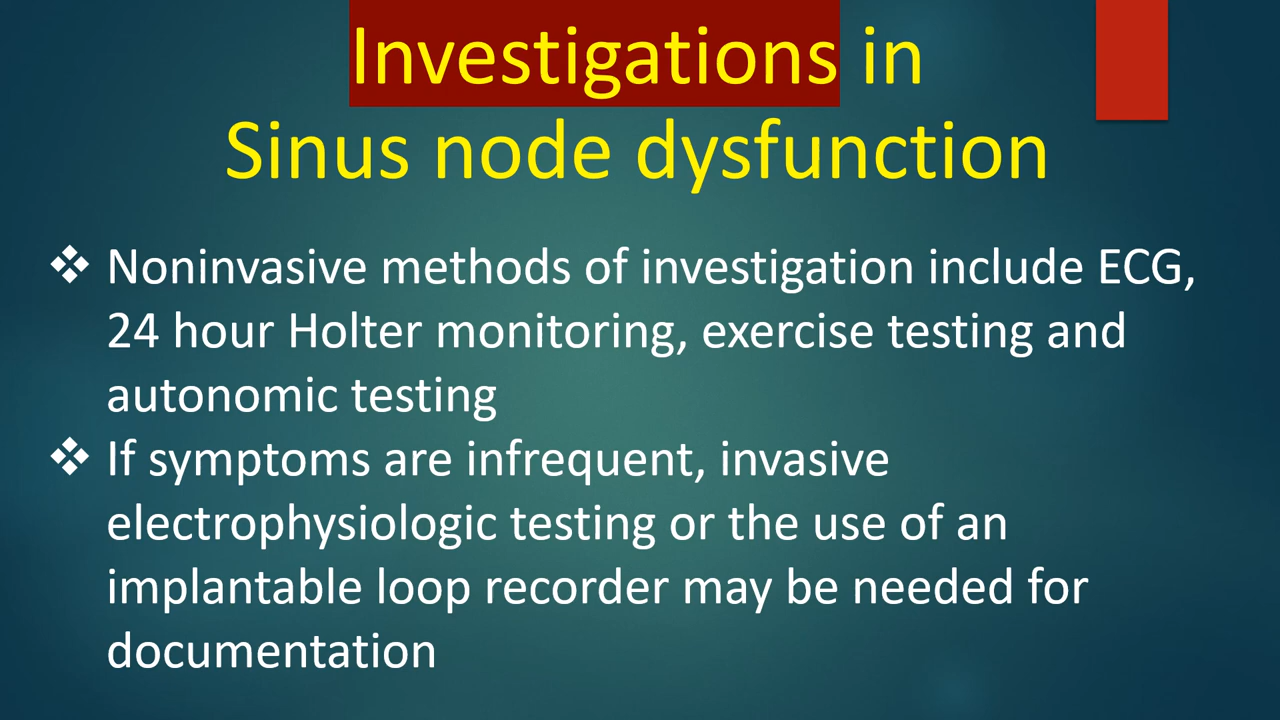 Investigations in
Sinus node dysfunction
❖ Noninvasive methods of investigation include ECG,
24 hour Holter monitoring, exercise testing and
autonomic testing
❖ If symptoms are infrequent, invasive
electrophysiologic testing or the use of an
implantable loop recorder may be needed for
documentation